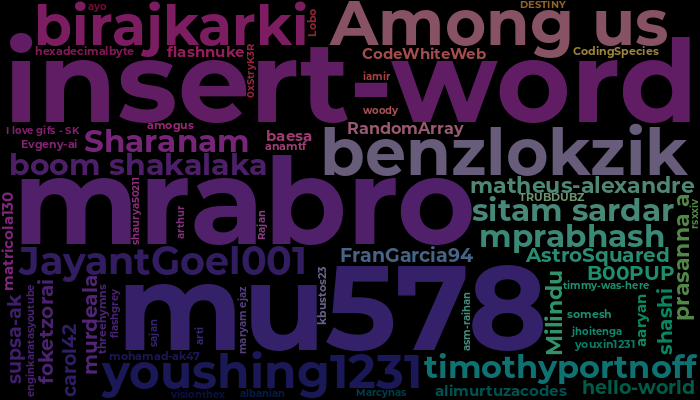 ayo
DESTINY
birajkarki
Lobo
Among us
hexadecimalbyte
flashnuke
0xStryK3R
CodeWhiteWeb
CodingSpecies
insert-word
iamir
woody
I love gifs - SK
amogus
Evgeny-ai
Sharanam
baesa
anamtf
RandomArray
benzlokzik
boom shakalaka
mrabro
matheus-alexandre
TRUBDUBZ
matricola130
shaurya50211
arthur
Rajan
sitam sardar
prasanna a
rsxxiv
mprabhash
JayantGoel001
FranGarcia94
AstroSquared
B00PUP
mu578
timmy-was-here
supsa-ak
enginkaratasyoutube
foketzorai
carol42
murdeala
threehymns
flashgrey
sajan
arti
maryam ejaz
kbustos23
asm-raihan
Milindu
somesh
jhoitenga
youxin1231
aaryan
shashi
mohamad-ak47
youshing1231
timothyportnoff
visionthex
albanian
Marcynas
alimurtuzacodes
hello-world